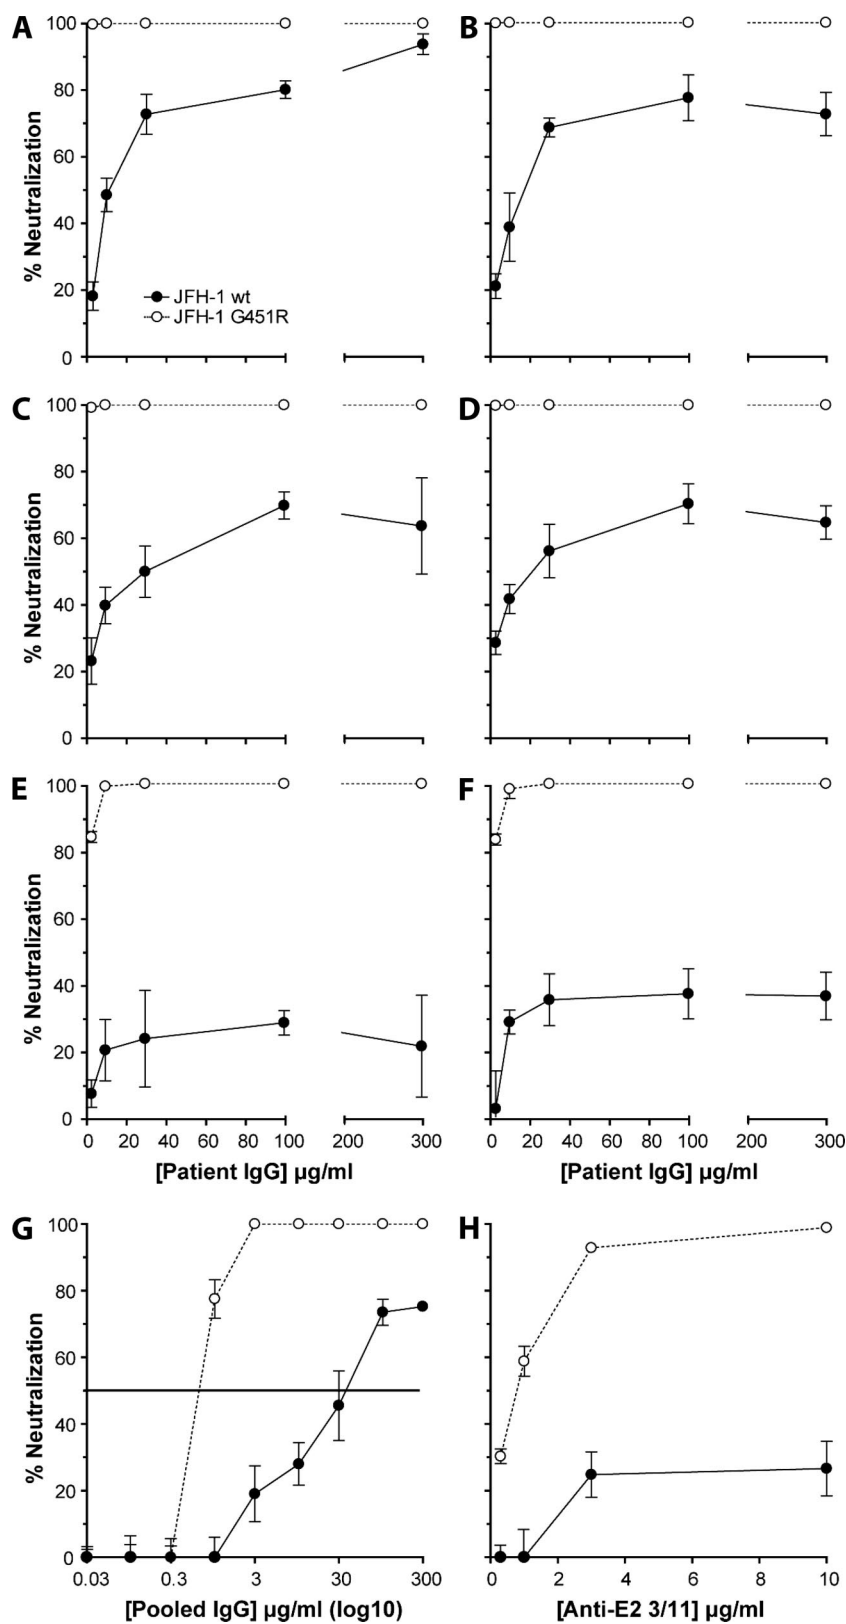 A
B
100
80
60
40
20
0
% Neutralization
JFH-1 wt
JFH-1 G451R
C
D
100
80
60
40
20
0
% Neutralization
E
F
100
80
60
40
20
0
% Neutralization
0 20 40 60 80 100 200 300
0 20 40 60 80 100 200 300
[Patient IgG] µg/ml
[Patient IgG] µg/ml
G
H
100
80
60
40
20
0
% Neutralization
0.03 0.3 3 30 300
0 2 4 6 8 10
[Pooled IgG] µg/ml (log10)
[Anti-E2 3/11] µg/ml